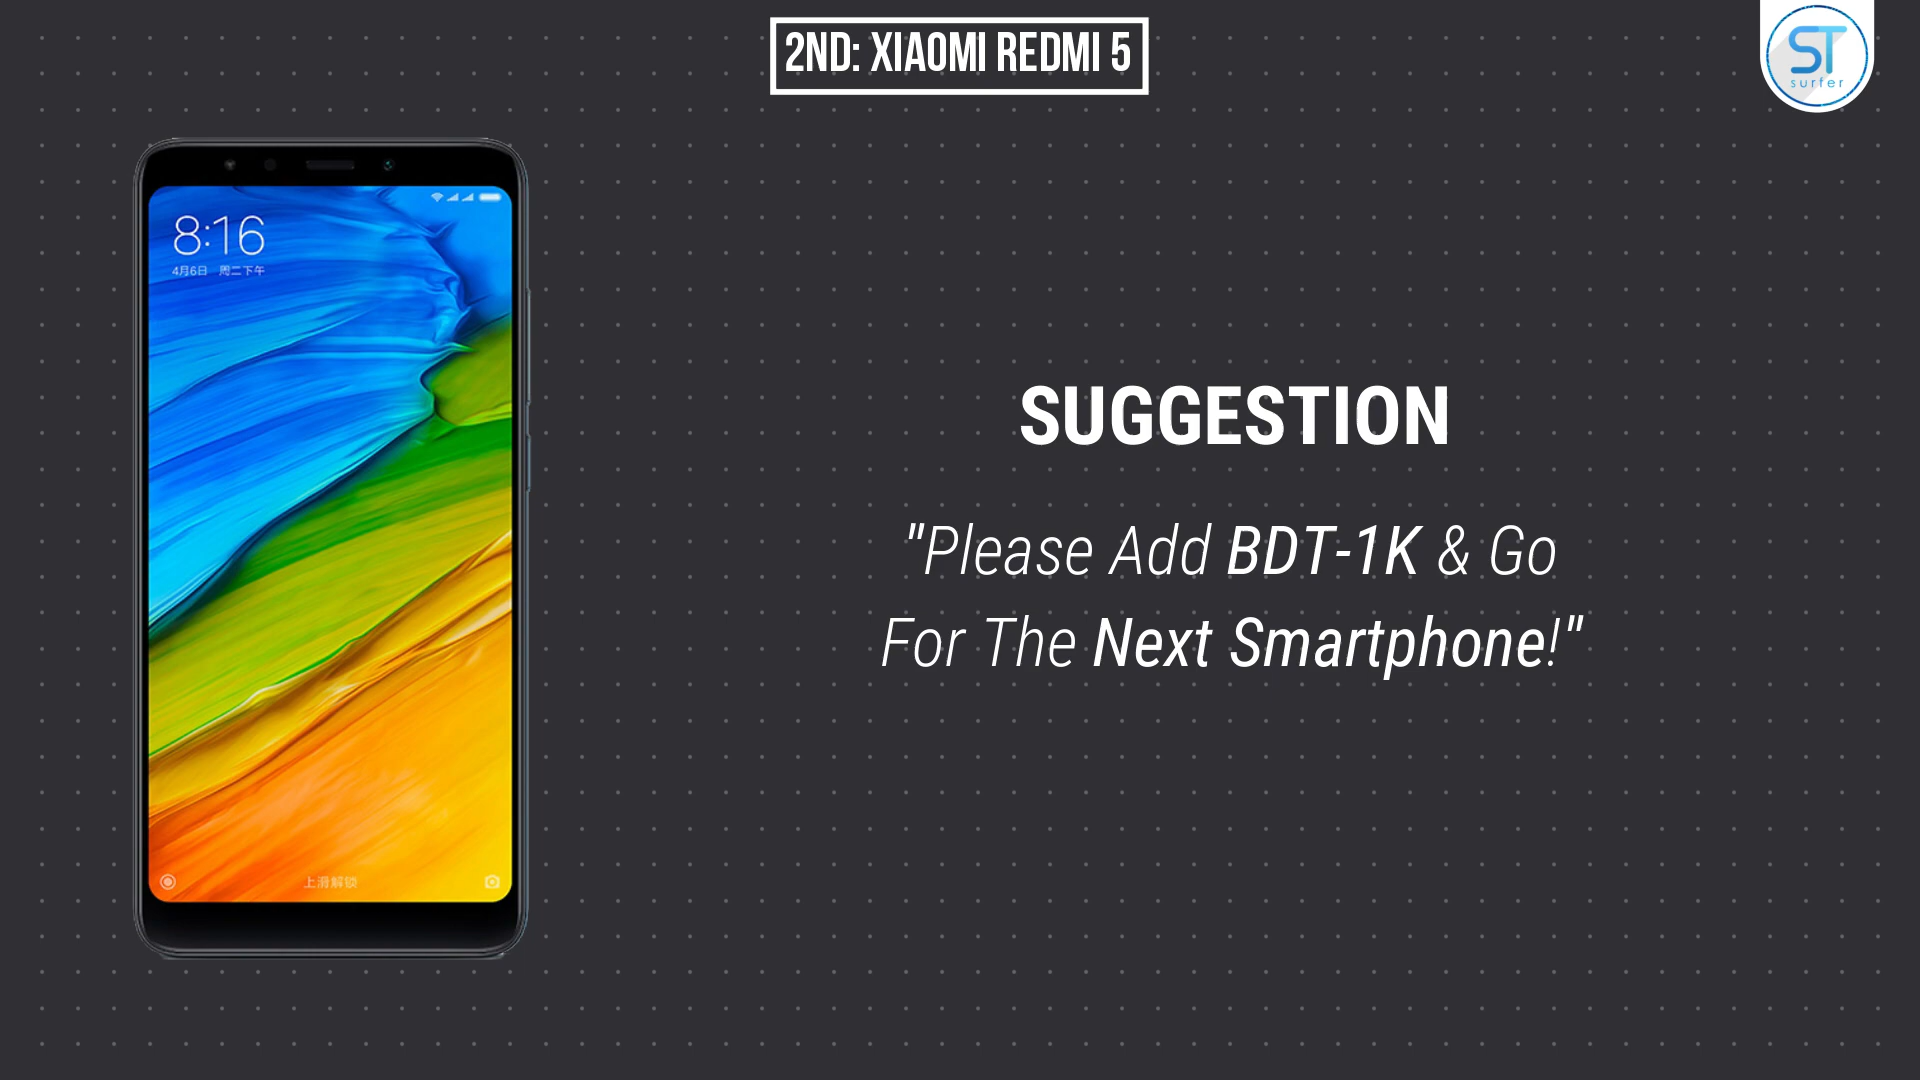 2ND: XIAOMI REDMI 5
ST
surfer
8:16
4月6日 周二下午
SUGGESTION
"Please Add BDT-1K & Go
For The Next Smartphone!"
上滑解锁